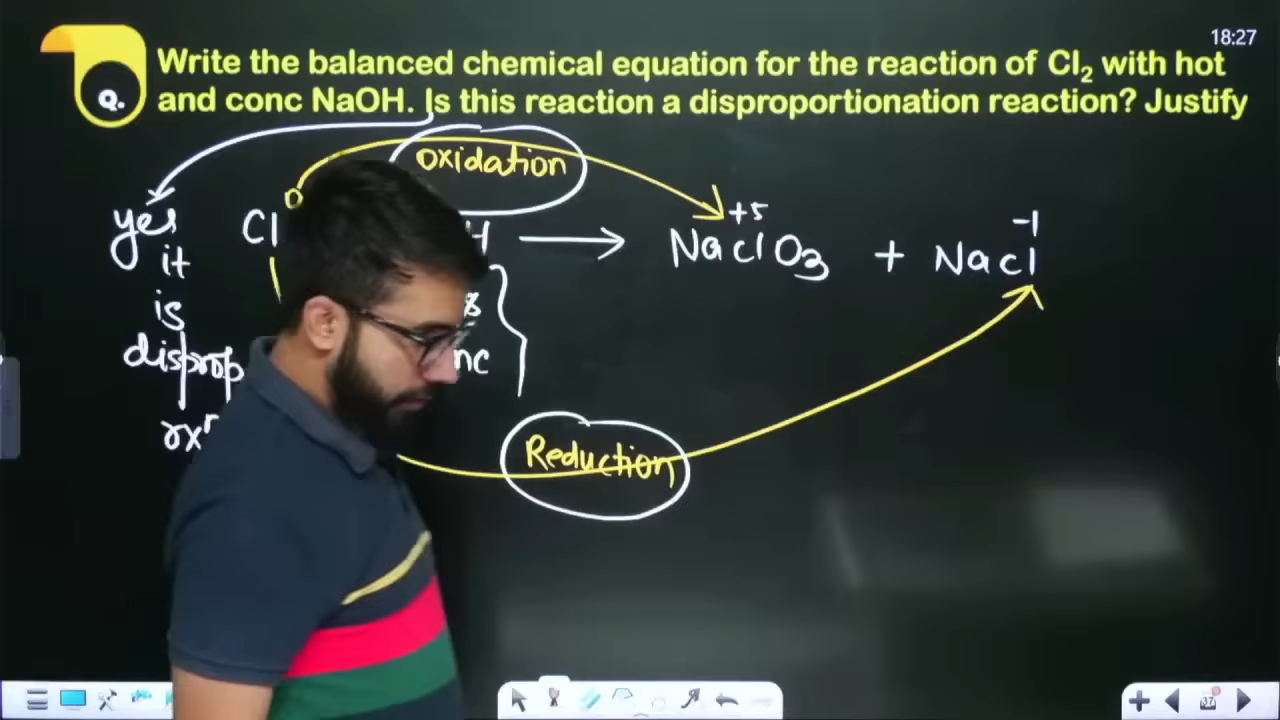 18:27
Q.
Write the balanced chemical equation for the reaction of Cl₂ with hot
and conc NaOH. Is this reaction a disproportionation reaction? Justify
oxidation
yes Cl H ⟶ NaClO₃ + NaCl
0 +5 -1
it
is
disprop
rxⁿ
nc
Reduction
37